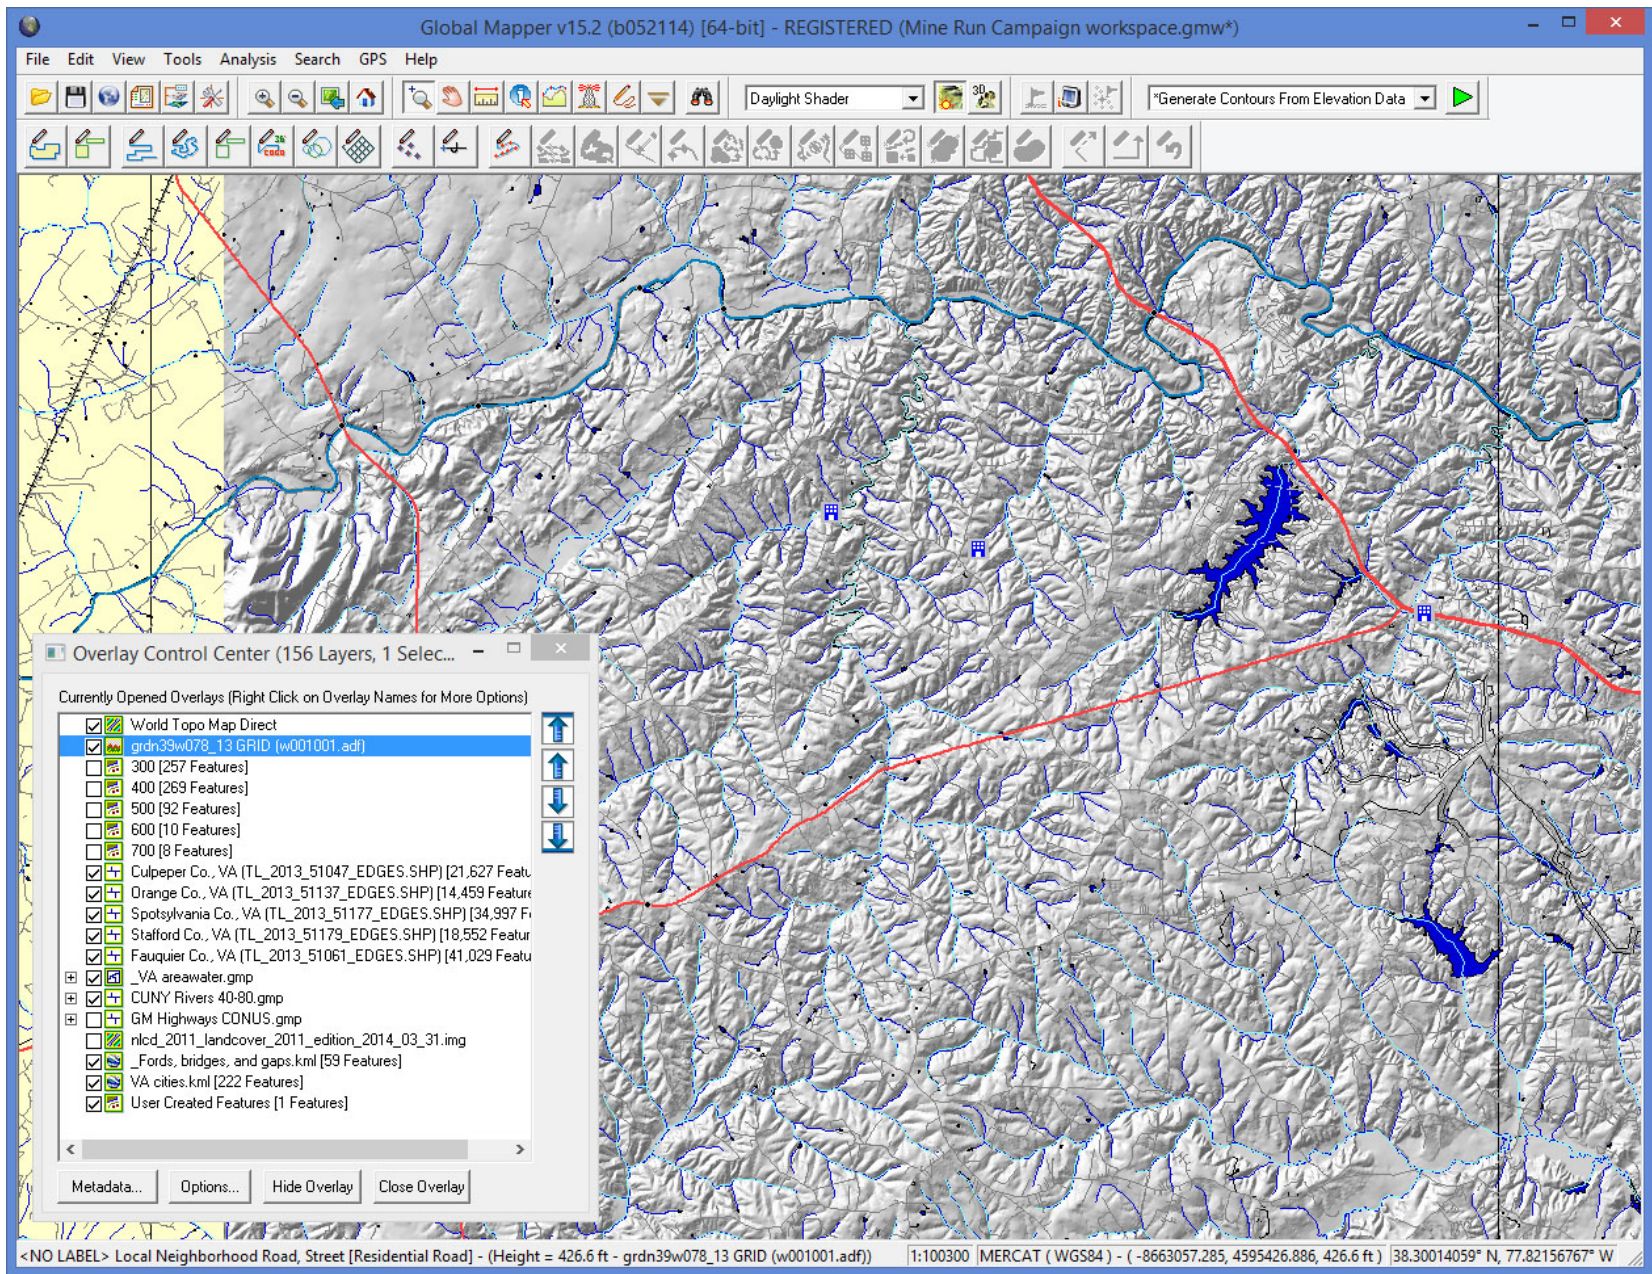 Global Mapper v15.2 (b052114) [64-bit] - REGISTERED (Mine Run Campaign workspace.gmw*)
File Edit View Tools Analysis Search GPS Help
Daylight Shader
3D
*Generate Contours From Elevation Data
Overlay Control Center (156 Layers, 1 Selec...
Currently Opened Overlays (Right Click on Overlay Names for More Options)
World Topo Map Direct
grdn39w078_13 GRID (w001001.adf)
300 [257 Features]
400 [269 Features]
500 [92 Features]
600 [10 Features]
700 [8 Features]
Culpeper Co., VA (TL_2013_51047_EDGES.SHP) [21,627 Featu
Orange Co., VA (TL_2013_51137_EDGES.SHP) [14,459 Feature
Spotsylvania Co., VA (TL_2013_51177_EDGES.SHP) [34,997 Fe
Stafford Co., VA (TL_2013_51179_EDGES.SHP) [18,552 Featur
Fauquier Co., VA (TL_2013_51061_EDGES.SHP) [41,029 Featu
_VA areawater.gmp
CUNY Rivers 40-80.gmp
GM Highways CONUS.gmp
nlcd_2011_landcover_2011_edition_2014_03_31.img
_Fords, bridges, and gaps.kml [59 Features]
VA cities.kml [222 Features]
User Created Features [1 Features]
Metadata... Options... Hide Overlay Close Overlay
<NO LABEL> Local Neighborhood Road, Street [Residential Road] - (Height = 426.6 ft - grdn39w078_13 GRID (w001001.adf)) 1:100300 MERCAT ( WGS84 ) - ( -8663057.285, 4595426.886, 426.6 ft ) 38.30014059° N, 77.82156767° W